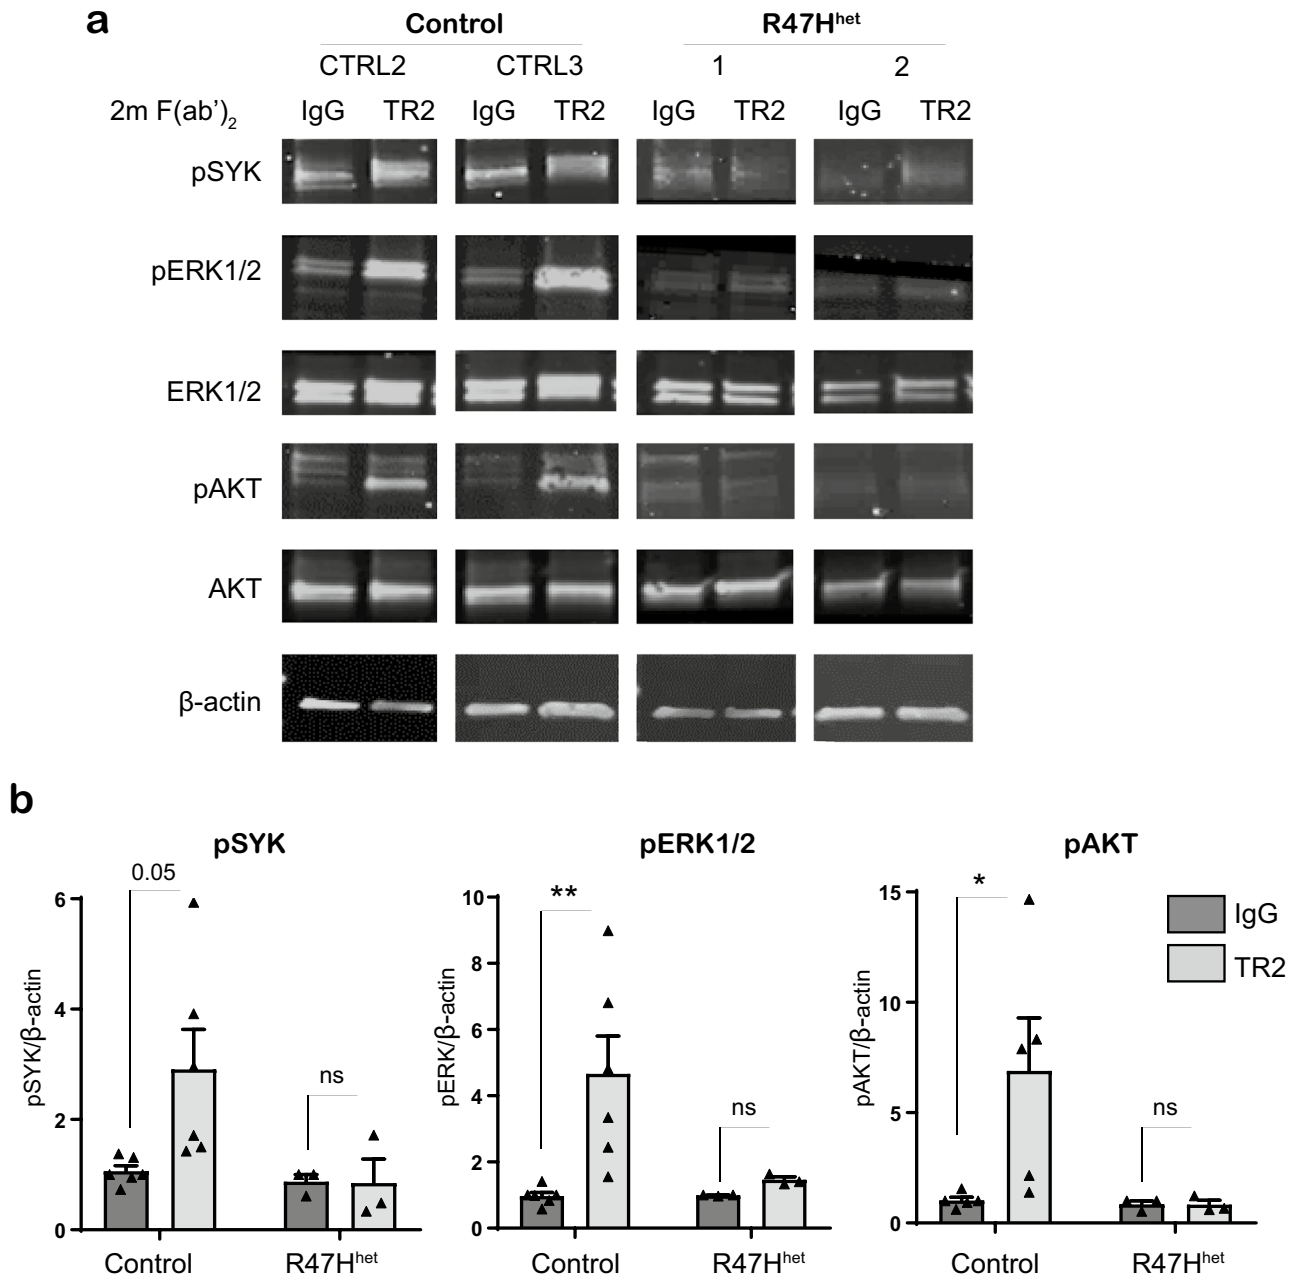 a
Control R47Hhet
CTRL2 CTRL3 1 2
2m F(ab’)2 IgG TR2 IgG TR2 IgG TR2 IgG TR2
pSYK
pERK1/2
ERK1/2
pAKT
AKT
β-actin
b
pSYK
pSYK/β-actin
6
4
2
0
0.05
ns
Control R47Hhet
pERK1/2
pERK/β-actin
10
8
6
4
2
0
**
ns
Control R47Hhet
pAKT
pAKT/β-actin
15
10
5
0
*
ns
Control R47Hhet
IgG
TR2